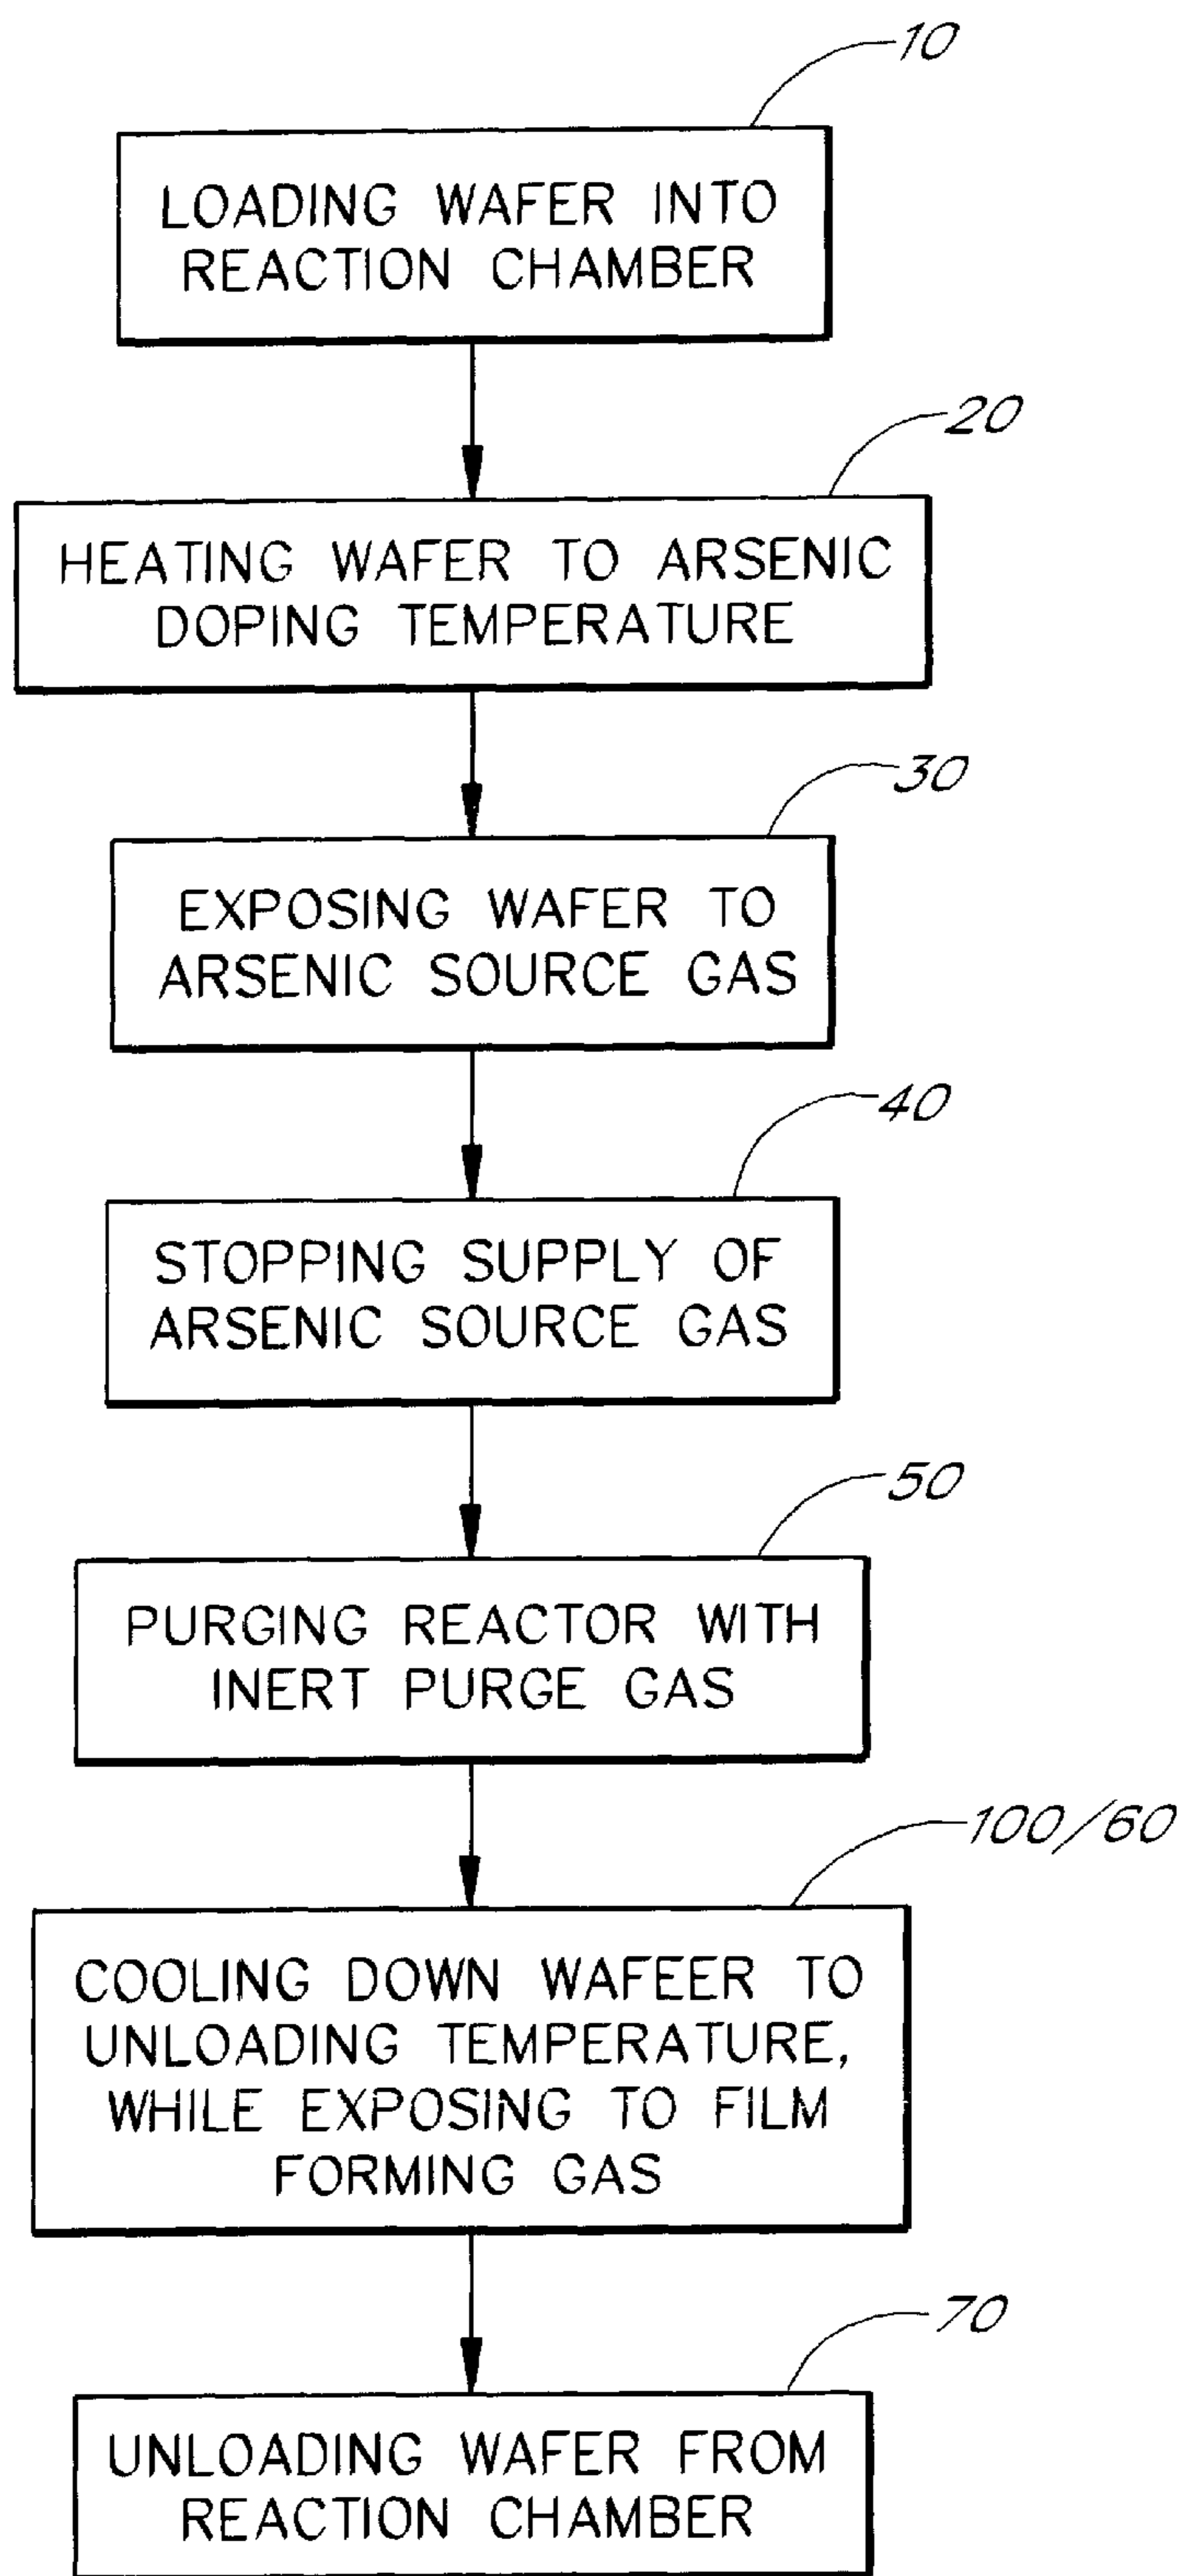 10
LOADING WAFER INTO
REACTION CHAMBER
20
HEATING WAFER TO ARSENIC
DOPING TEMPERATURE
30
EXPOSING WAFER TO
ARSENIC SOURCE GAS
40
STOPPING SUPPLY OF
ARSENIC SOURCE GAS
50
PURGING REACTOR WITH
INERT PURGE GAS
100/60
COOLING DOWN WAFEER TO
UNLOADING TEMPERATURE,
WHILE EXPOSING TO FILM
FORMING GAS
70
UNLOADING WAFER FROM
REACTION CHAMBER